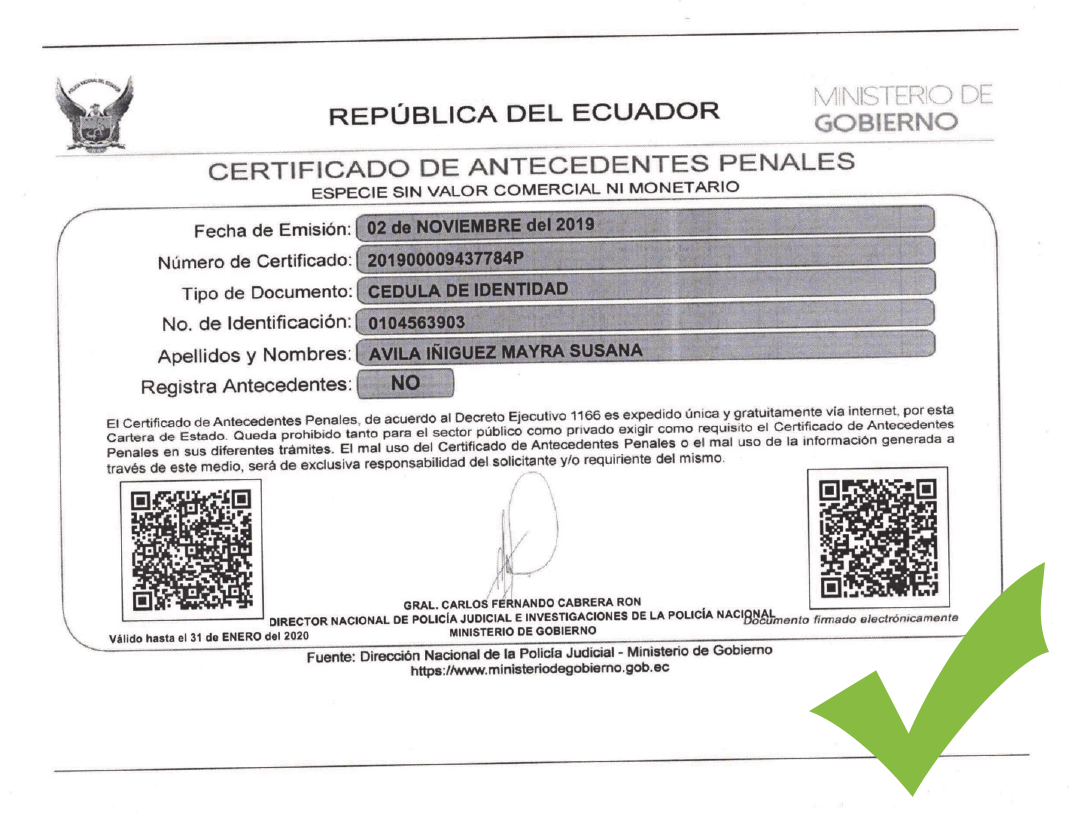 POLICIA NACIONAL DEL ECUADOR
REPÚBLICA DEL ECUADOR
MINISTERIO DE
GOBIERNO
CERTIFICADO DE ANTECEDENTES PENALES
ESPECIE SIN VALOR COMERCIAL NI MONETARIO
Fecha de Emisión: 02 de NOVIEMBRE del 2019
Número de Certificado: 201900009437784P
Tipo de Documento: CEDULA DE IDENTIDAD
No. de Identificación: 0104563903
Apellidos y Nombres: AVILA IÑIGUEZ MAYRA SUSANA
Registra Antecedentes: NO
El Certificado de Antecedentes Penales, de acuerdo al Decreto Ejecutivo 1166 es expedido única y gratuitamente vía internet, por esta
Cartera de Estado. Queda prohibido tanto para el sector público como privado exigir como requisito el Certificado de Antecedentes
Penales en sus diferentes trámites. El mal uso del Certificado de Antecedentes Penales o el mal uso de la información generada a
través de este medio, será de exclusiva responsabilidad del solicitante y/o requiriente del mismo.
GRAL. CARLOS FERNANDO CABRERA RON
DIRECTOR NACIONAL DE POLICÍA JUDICIAL E INVESTIGACIONES DE LA POLICÍA NACIONAL
MINISTERIO DE GOBIERNO
Documento firmado electrónicamente
Válido hasta el 31 de ENERO del 2020
Fuente: Dirección Nacional de la Policía Judicial - Ministerio de Gobierno
https://www.ministeriodegobierno.gob.ec